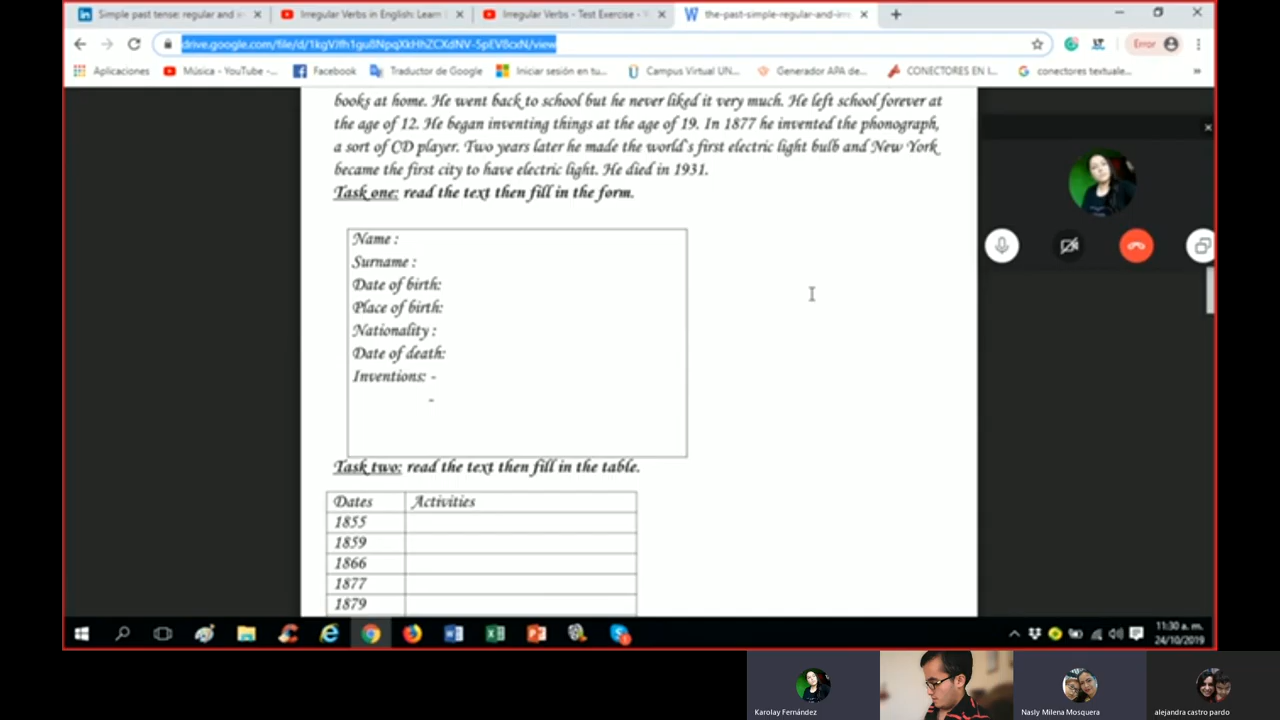 Simple past tense: regular and i
Irregular Verbs in English: Learn
Irregular Verbs - Test Exercise -
the-past-simple-regular-and-irre
Error
Aplicaciones
Música - YouTube -...
Facebook
Traductor de Google
Iniciar sesión en tu...
Campus Virtual UN...
Generador APA de...
CONECTORES EN I...
conectores textuale...
»
books at home. He went back to school but he never liked it very much. He left school forever at
the age of 12. He began inventing things at the age of 19. In 1877 he invented the phonograph,
a sort of CD player. Two years later he made the world's first electric light bulb and New York
became the first city to have electric light. He died in 1931.
Task one: read the text then fill in the form.
Name :
Surname :
Date of birth:
Place of birth:
Nationality :
Date of death:
Inventions: -
-
Task two: read the text then fill in the table.
Dates Activities
1855
1859
1866
1877
1879
11:30 a. m.
24/10/2019
Karolay Fernández
Nasly Milena Mosquera
alejandra castro pardo